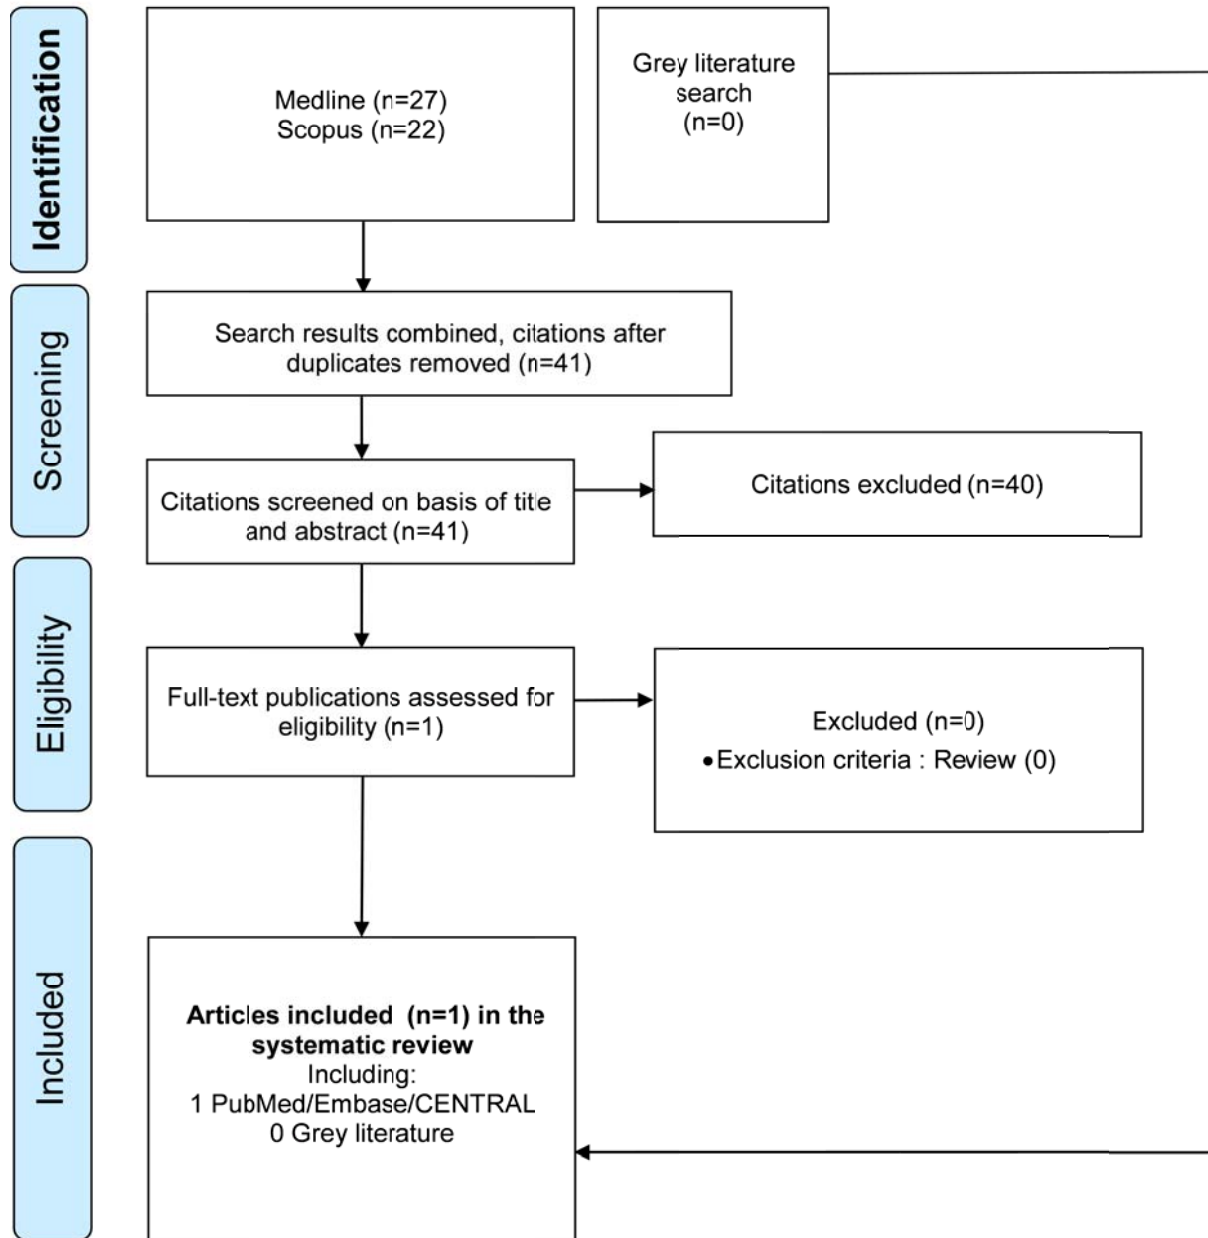 Identification
Medline (n=27)
Scopus (n=22)
Grey literature
search
(n=0)
Screening
Search results combined, citations after
duplicates removed (n=41)
Citations screened on basis of title
and abstract (n=41)
Citations excluded (n=40)
Eligibility
Full-text publications assessed for
eligibility (n=1)
Excluded (n=0)
•Exclusion criteria : Review (0)
Included
Articles included (n=1) in the
systematic review
Including:
1 PubMed/Embase/CENTRAL
0 Grey literature